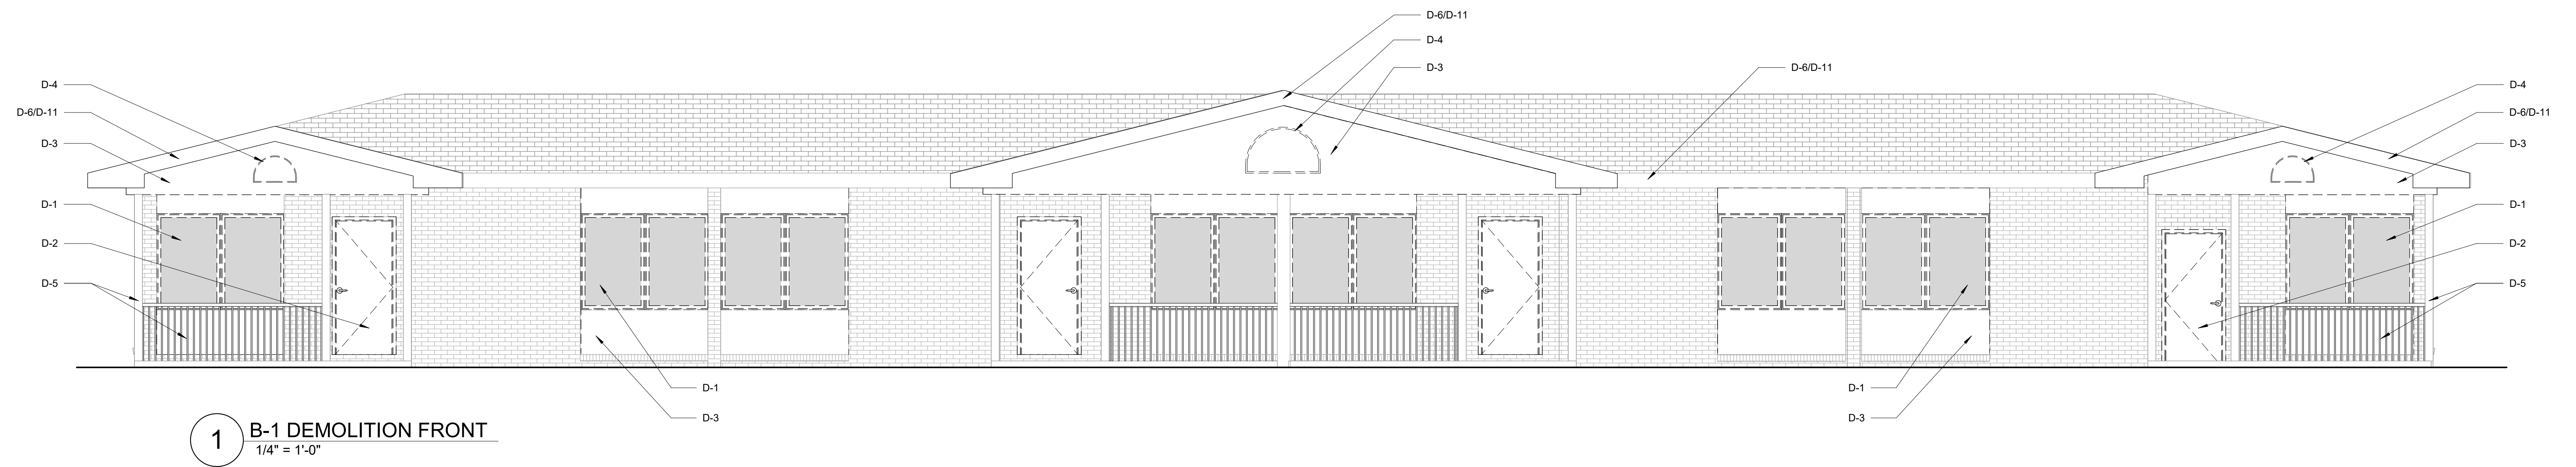 D-6/D-11
D-4
D-3
D-6/D-11
D-4
D-6/D-11
D-3
D-1
D-2
D-5
D-4
D-6/D-11
D-3
D-1
D-2
D-5
D-1
D-3
D-1
D-3
1
B-1 DEMOLITION FRONT
1/4" = 1'-0"